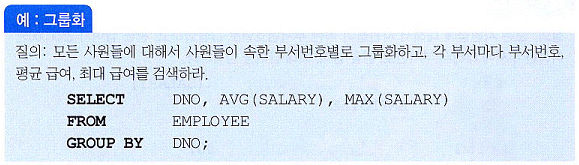 예 : 그룹화
질의: 모든 사원들에 대해서 사원들이 속한 부서번호별로 그룹화하고, 각 부서마다 부서번호,
평균 급여, 최대 급여를 검색하라.
SELECT DNO, AVG(SALARY), MAX(SALARY)
FROM EMPLOYEE
GROUP BY DNO;